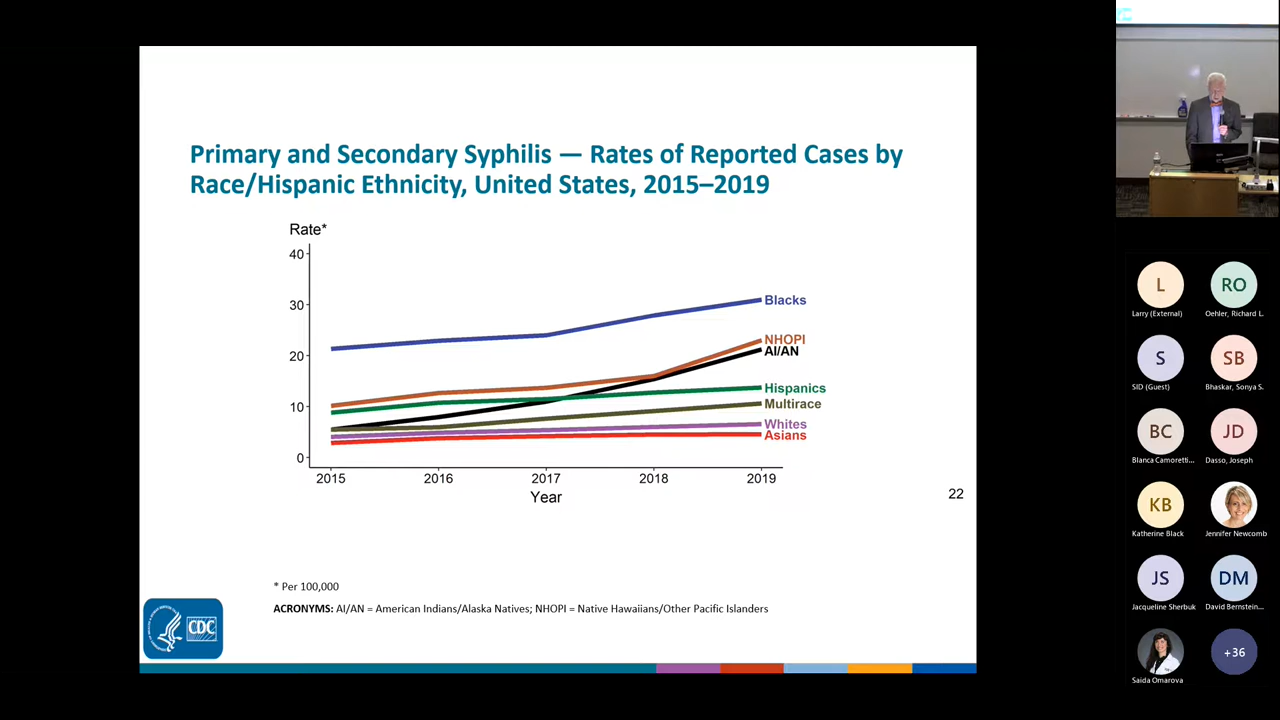 Primary and Secondary Syphilis — Rates of Reported Cases by
Race/Hispanic Ethnicity, United States, 2015–2019
Rate*
40
30
20
10
0
Blacks
NHOPI
AI/AN
Hispanics
Multirace
Whites
Asians
2015 2016 2017 2018 2019
Year
22
* Per 100,000
ACRONYMS: AI/AN = American Indians/Alaska Natives; NHOPI = Native Hawaiians/Other Pacific Islanders
CDC
L
RO
Larry (External)
Oehler, Richard L.
S
SB
SID (Guest)
Bhaskar, Sonya S.
BC
JD
Blanca Camoretti...
Dasso, Joseph
KB
Katherine Black
Jennifer Newcomb
JS
DM
Jacqueline Sherbuk
David Bernstein...
+36
Saida Omarova